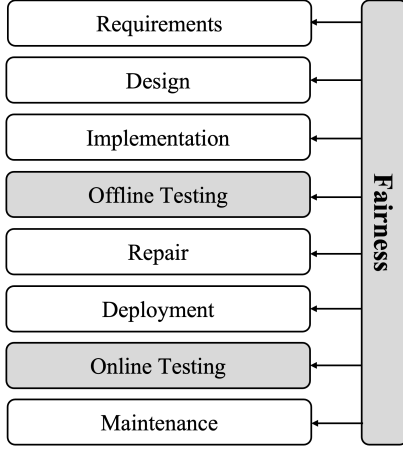 Requirements
Design
Implementation
Offline Testing
Repair
Deployment
Online Testing
Maintenance
Fairness